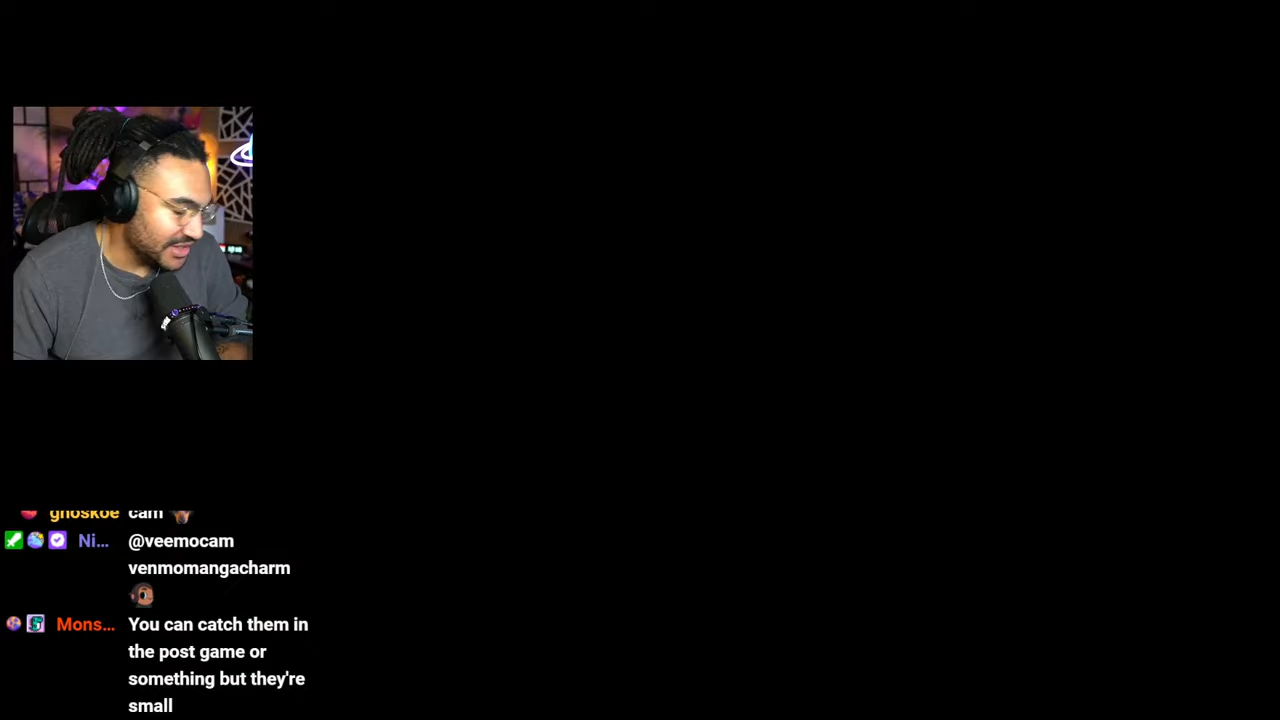 ghoskoe cam
Ni... @veemocam
venmomangacharm
Mons... You can catch them in
the post game or
something but they're
small